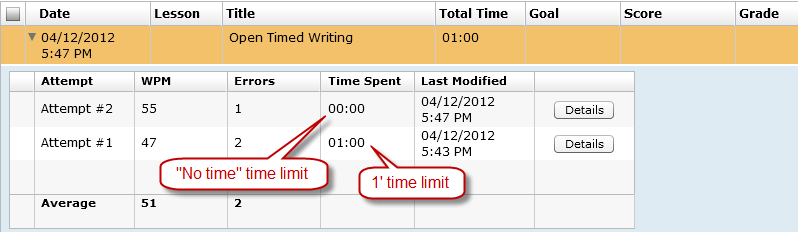 Date Lesson Title Total Time Goal Score Grade
04/12/2012 5:47 PM Open Timed Writing 01:00
Attempt WPM Errors Time Spent Last Modified
Attempt #2 55 1 00:00 04/12/2012 5:47 PM Details
Attempt #1 47 2 01:00 04/12/2012 5:43 PM Details
"No time" time limit
1' time limit
Average 51 2